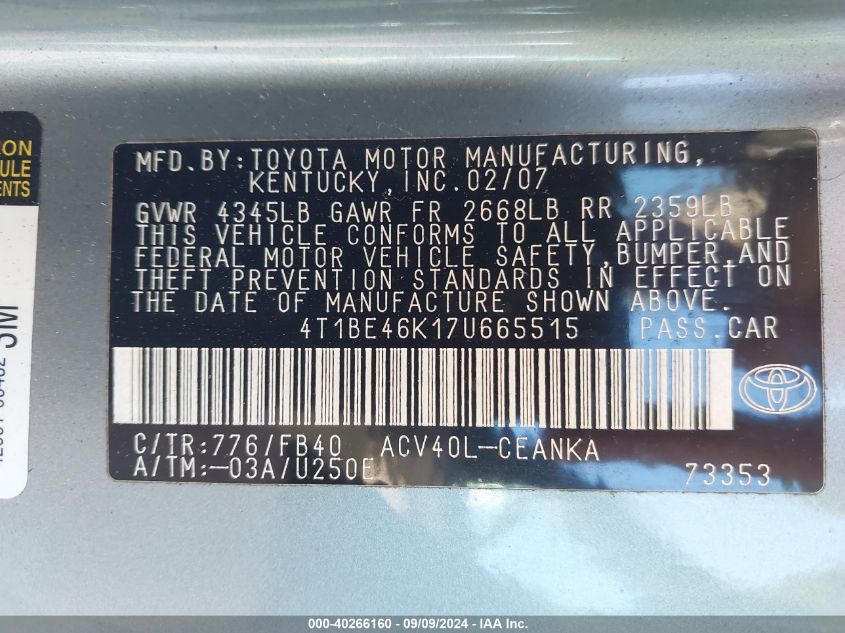 MFD.BY:TOYOTA MOTOR MANUFACTURING,
KENTUCKY,INC.02/07
GVWR 4345LB GAWR FR 2668LB RR 2359LB
THIS VEHICLE CONFORMS TO ALL APPLICABLE
FEDERAL MOTOR VEHICLE SAFETY,BUMPER,AND
THEFT PREVENTION STANDARDS IN EFFECT ON
THE DATE OF MANUFACTURE SHOWN ABOVE.
4T1BE46K17U665515 PASS.CAR
C/TR:776/FB40 ACV40L-CEANKA
A/TM:-03A/U250E 73353
000-40266160 - 09/09/2024 - IAA, Inc.